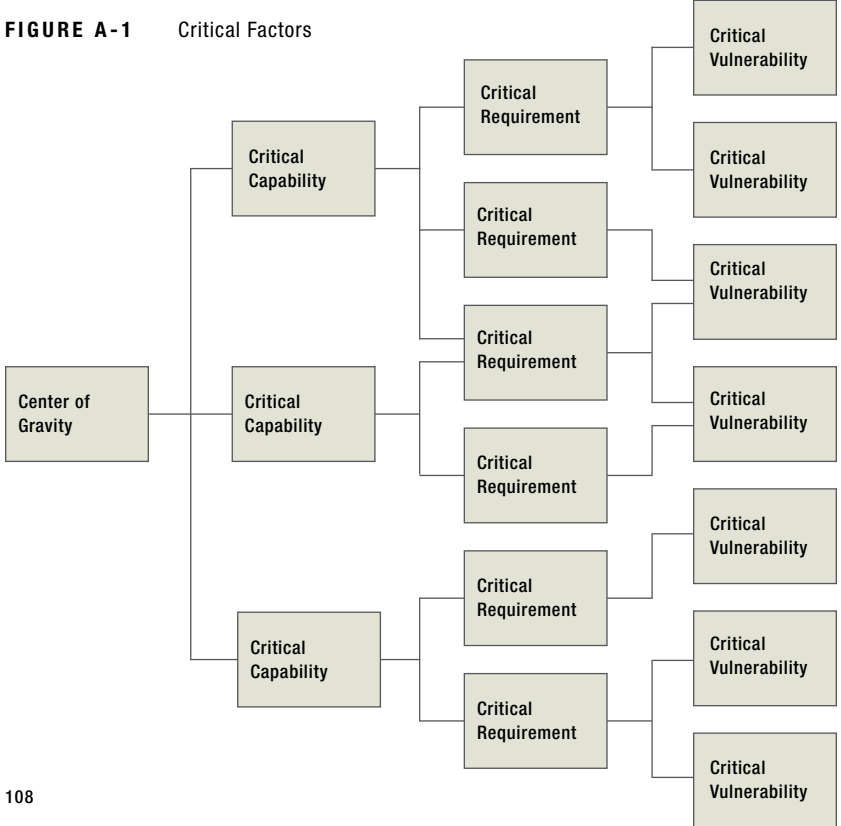 FIGURE A-1 Critical Factors
Center of
Gravity
Critical
Capability
Critical
Capability
Critical
Capability
Critical
Requirement
Critical
Requirement
Critical
Requirement
Critical
Requirement
Critical
Requirement
Critical
Requirement
Critical
Vulnerability
Critical
Vulnerability
Critical
Vulnerability
Critical
Vulnerability
Critical
Vulnerability
Critical
Vulnerability
Critical
Vulnerability
108